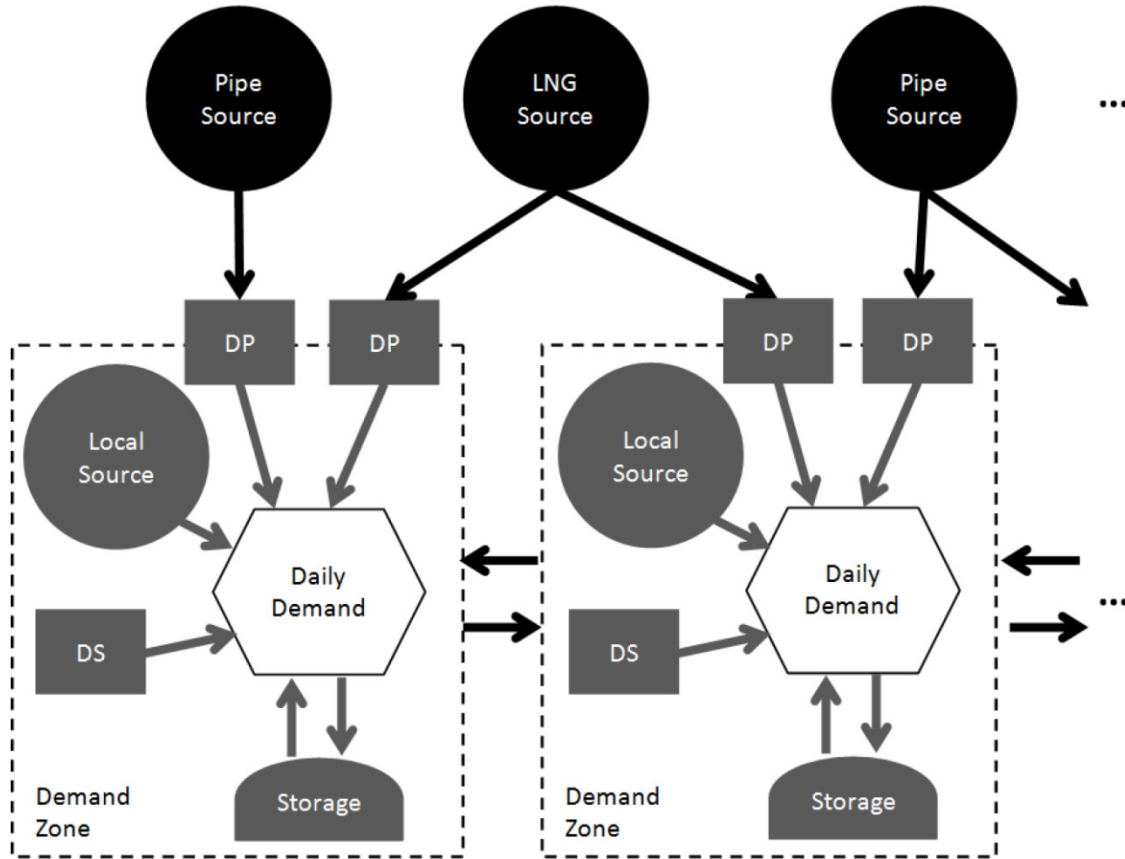 Pipe
Source
LNG
Source
Pipe
Source
...
DP
DP
DP
DP
Local
Source
Local
Source
Daily
Demand
Daily
Demand
...
DS
DS
Storage
Storage
Demand
Zone
Demand
Zone